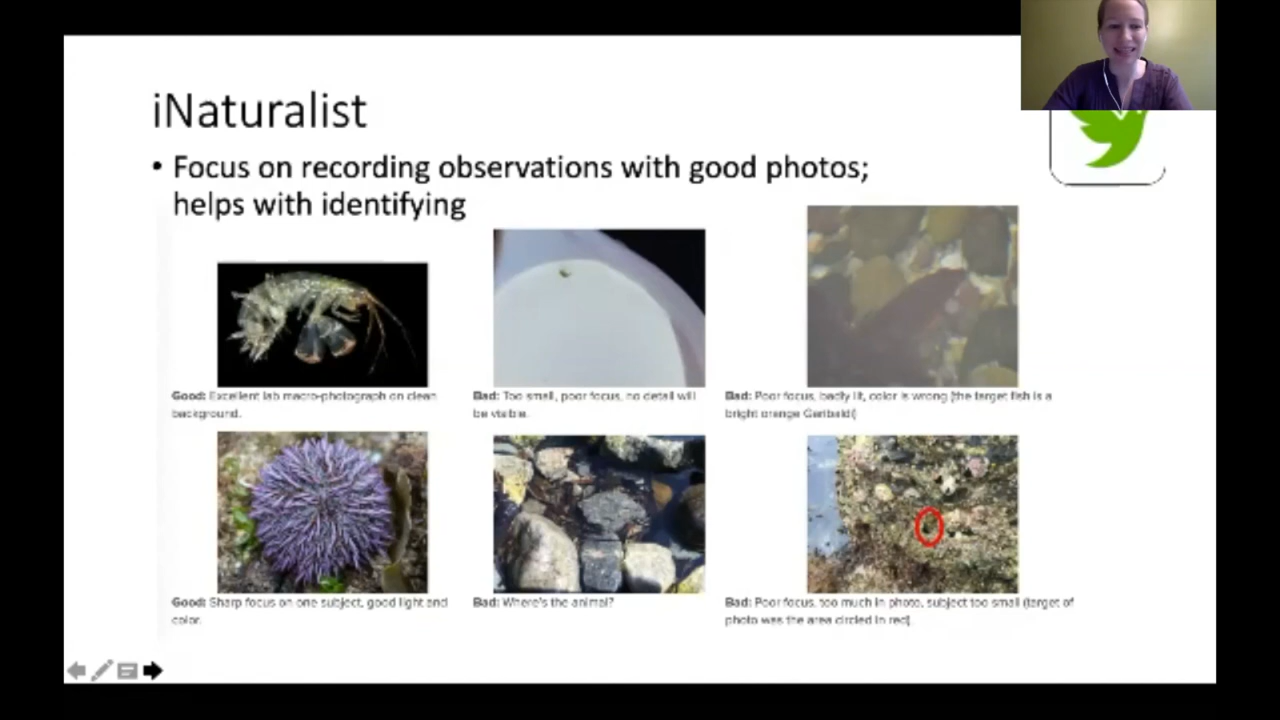 iNaturalist
• Focus on recording observations with good photos;
helps with identifying
Good: Excellent lab macro-photograph on clean
background.
Bad: Too small, poor focus, no detail will
be visible.
Bad: Poor focus, badly lit, color is wrong (the target fish is a
bright orange Garibaldi)
Good: Sharp focus on one subject, good light and
color.
Bad: Where's the animal?
Bad: Poor focus, too much in photo, subject too small (target of
photo was the area circled in red).